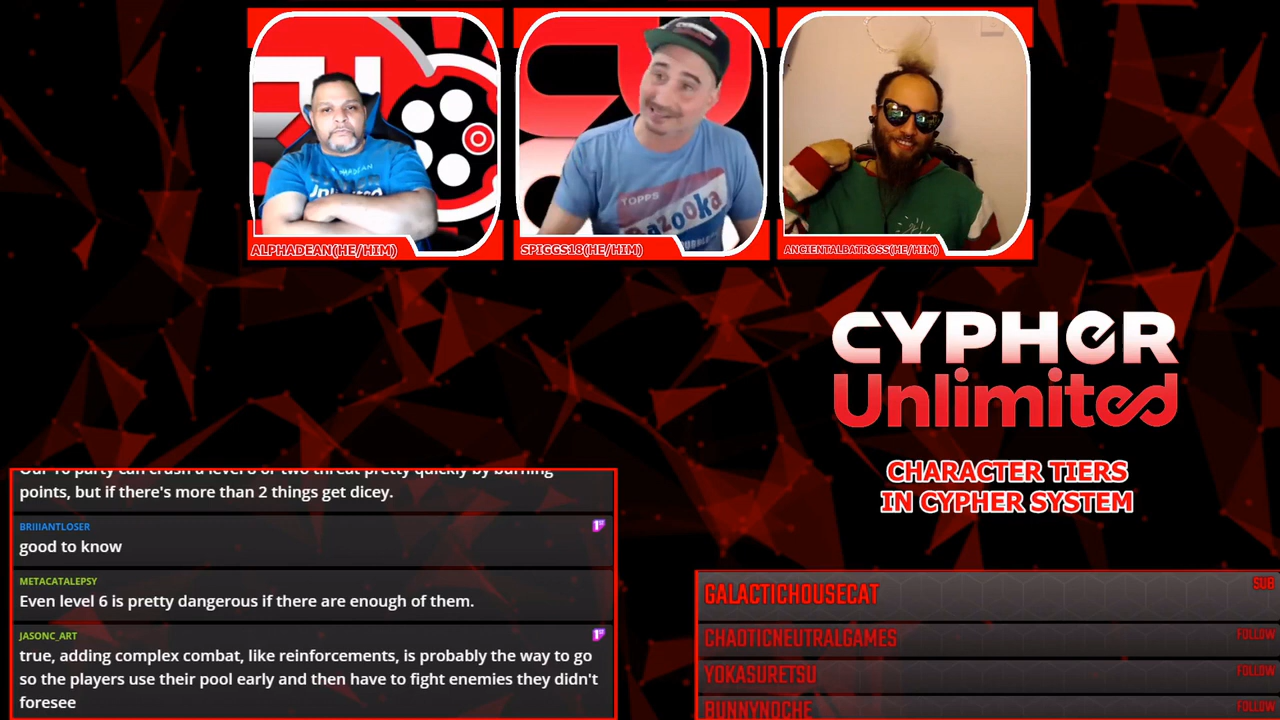 ALPHADEAN(HE/HIM)
SPIGGS18(HE/HIM)
ANCIENTALBATROSS(HE/HIM)
TOPPS
Bazooka
CYPHER
Unlimited
CHARACTER TIERS
IN CYPHER SYSTEM
points, but if there's more than 2 things get dicey.
BRIIIANTLOSER
good to know
METACATALEPSY
Even level 6 is pretty dangerous if there are enough of them.
JASONC_ART
true, adding complex combat, like reinforcements, is probably the way to go
so the players use their pool early and then have to fight enemies they didn't
foresee
GALACTICHOUSECAT SUB
CHAOTICNEUTRALGAMES FOLLOW
YOKASURETSU FOLLOW
BUNNYNOCHE FOLLOW